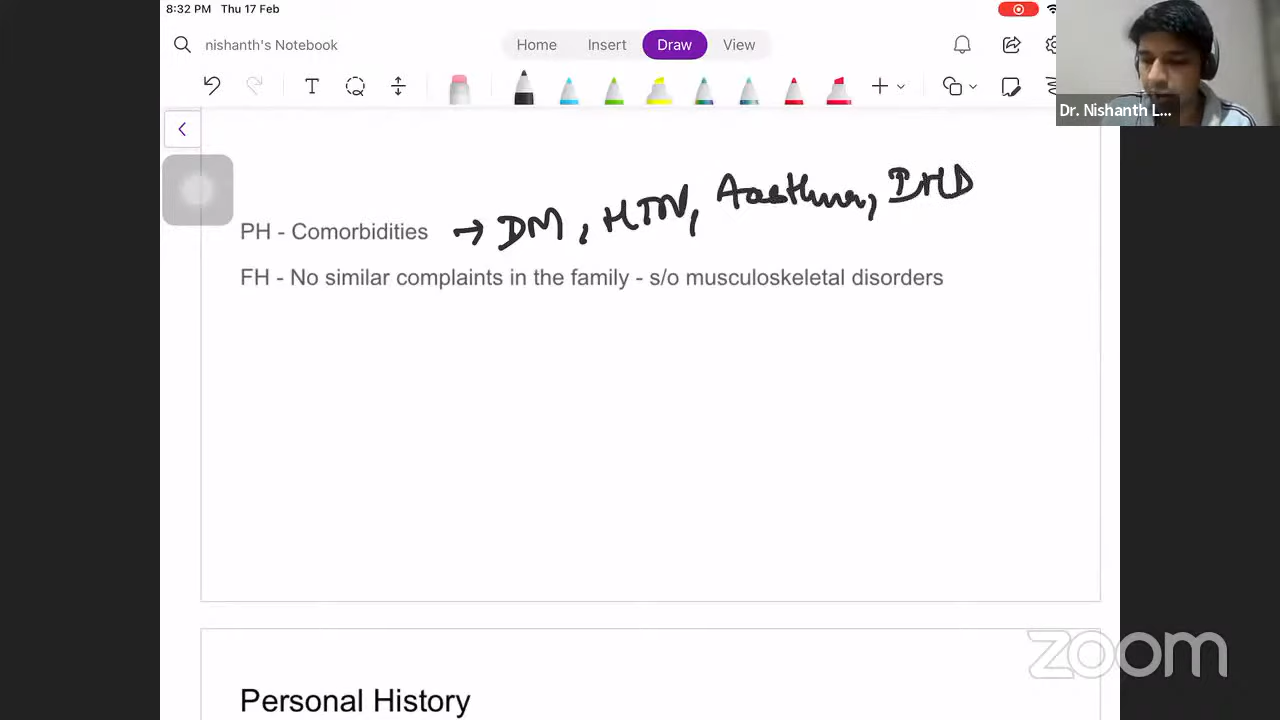 8:32 PM Thu 17 Feb
nishanth's Notebook
Home Insert Draw View
Dr. Nishanth L...
PH - Comorbidities → DM, HTN, Aasthma, IHD
FH - No similar complaints in the family - s/o musculoskeletal disorders
Personal History
zoom